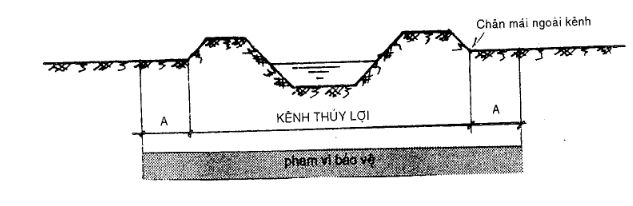 Chân mái ngoài kênh
A
KÊNH THỦY LỢI
A
phạm vi bảo vệ